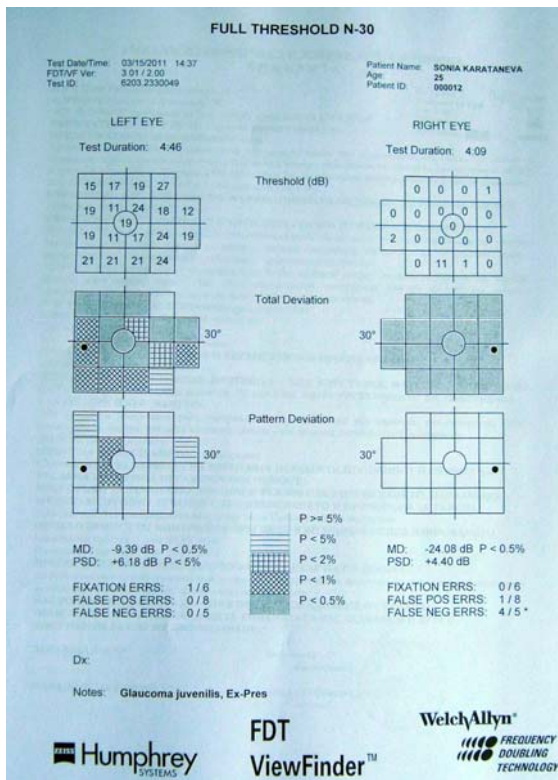 FULL THRESHOLD N-30
Test Date/Time: 03/15/2011 14:37
FDT/VF Ver: 3.01 / 2.00
Test ID: 6203.2330049
Patient Name: SONIA KARATANEVA
Age: 25
Patient ID: 000012
LEFT EYE
Test Duration: 4:46
RIGHT EYE
Test Duration: 4:09
Threshold (dB)
15 17 19 27
19 11 24 18 12
19
19 11 17 24 19
21 21 21 24
0 0 0 1
0 0 0 0 0
0
2 0 0 0 0
0 11 1 0
Total Deviation
30°
30°
Pattern Deviation
30°
30°
P >= 5%
P < 5%
P < 2%
P < 1%
P < 0.5%
MD: -9.39 dB P < 0.5%
PSD: +6.18 dB P < 5%
FIXATION ERRS: 1 / 6
FALSE POS ERRS: 0 / 8
FALSE NEG ERRS: 0 / 5
MD: -24.08 dB P < 0.5%
PSD: +4.40 dB
FIXATION ERRS: 0 / 6
FALSE POS ERRS: 1 / 8
FALSE NEG ERRS: 4 / 5 *
Dx:
Notes: Glaucoma juvenilis, Ex-Pres
Humphrey
SYSTEMS
FDT
ViewFinder™
WelchAllyn®
FREQUENCY
DOUBLING
TECHNOLOGY